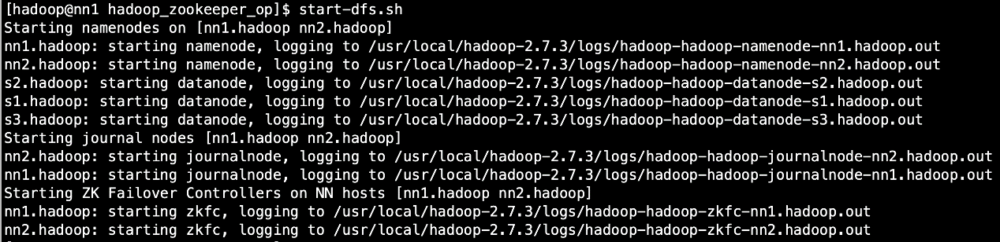 [hadoop@nn1 hadoop_zookeeper_op]$ start-dfs.sh
Starting namenodes on [nn1.hadoop nn2.hadoop]
nn1.hadoop: starting namenode, logging to /usr/local/hadoop-2.7.3/logs/hadoop-hadoop-namenode-nn1.hadoop.out
nn2.hadoop: starting namenode, logging to /usr/local/hadoop-2.7.3/logs/hadoop-hadoop-namenode-nn2.hadoop.out
s2.hadoop: starting datanode, logging to /usr/local/hadoop-2.7.3/logs/hadoop-hadoop-datanode-s2.hadoop.out
s1.hadoop: starting datanode, logging to /usr/local/hadoop-2.7.3/logs/hadoop-hadoop-datanode-s1.hadoop.out
s3.hadoop: starting datanode, logging to /usr/local/hadoop-2.7.3/logs/hadoop-hadoop-datanode-s3.hadoop.out
Starting journal nodes [nn1.hadoop nn2.hadoop]
nn2.hadoop: starting journalnode, logging to /usr/local/hadoop-2.7.3/logs/hadoop-hadoop-journalnode-nn2.hadoop.out
nn1.hadoop: starting journalnode, logging to /usr/local/hadoop-2.7.3/logs/hadoop-hadoop-journalnode-nn1.hadoop.out
Starting ZK Failover Controllers on NN hosts [nn1.hadoop nn2.hadoop]
nn1.hadoop: starting zkfc, logging to /usr/local/hadoop-2.7.3/logs/hadoop-hadoop-zkfc-nn1.hadoop.out
nn2.hadoop: starting zkfc, logging to /usr/local/hadoop-2.7.3/logs/hadoop-hadoop-zkfc-nn2.hadoop.out